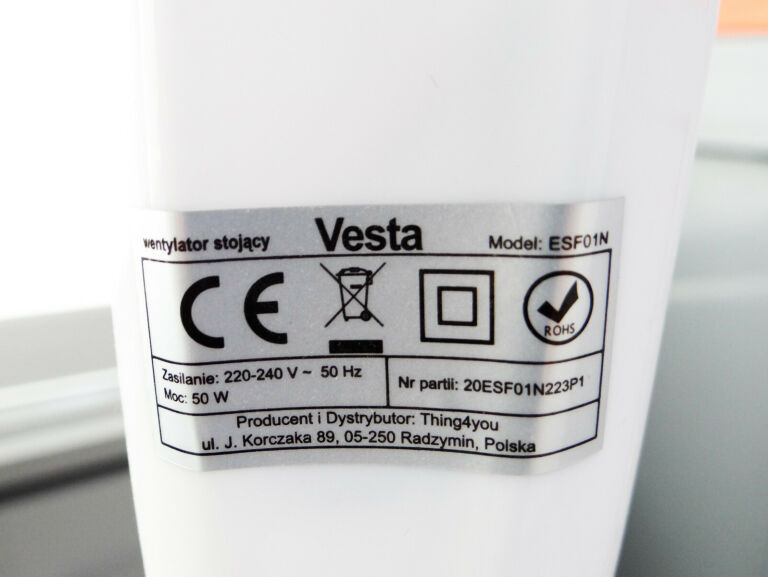 wentylator stojący Vesta Model: ESF01N
CE
ROHS
Zasilanie: 220-240 V ~ 50 Hz
Moc: 50 W
Nr partii: 20ESF01N223P1
Producent i Dystrybutor: Thing4you
ul. J. Korczaka 89, 05-250 Radzymin, Polska